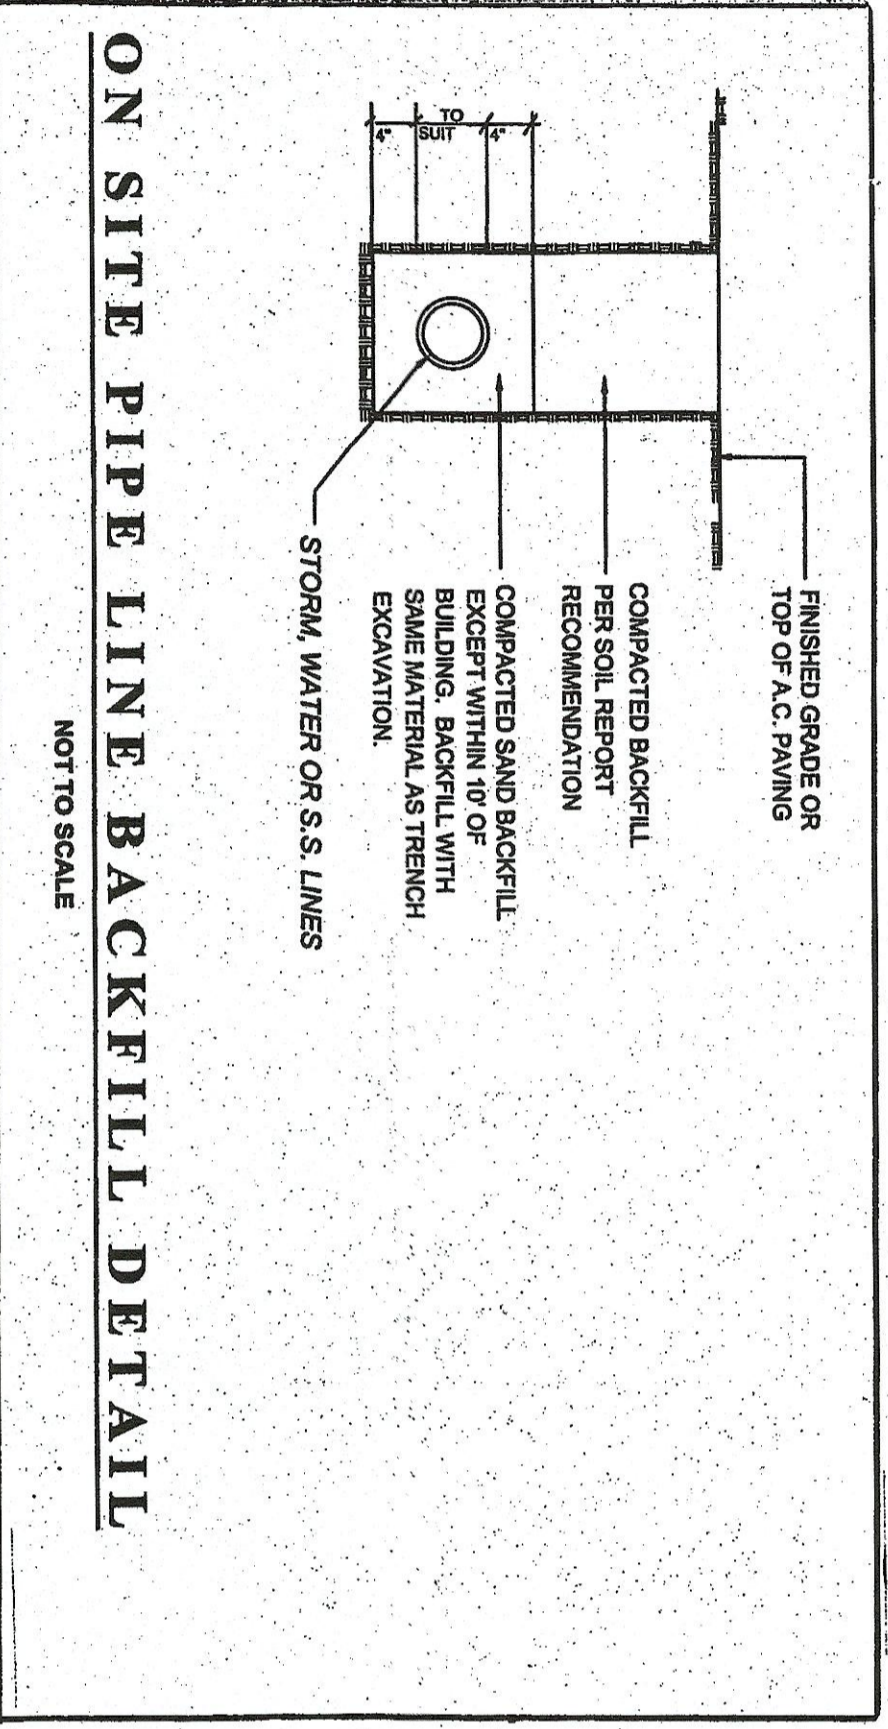 FINISHED GRADE OR
TOP OF A.C. PAVING
COMPACTED BACKFILL
PER SOIL REPORT
RECOMMENDATION
4"
TO
SUIT
4"
COMPACTED SAND BACKFILL
EXCEPT WITHIN 10' OF
BUILDING. BACKFILL WITH
SAME MATERIAL AS TRENCH
EXCAVATION.
STORM, WATER OR S.S. LINES
ON SITE PIPE LINE BACKFILL DETAIL
NOT TO SCALE